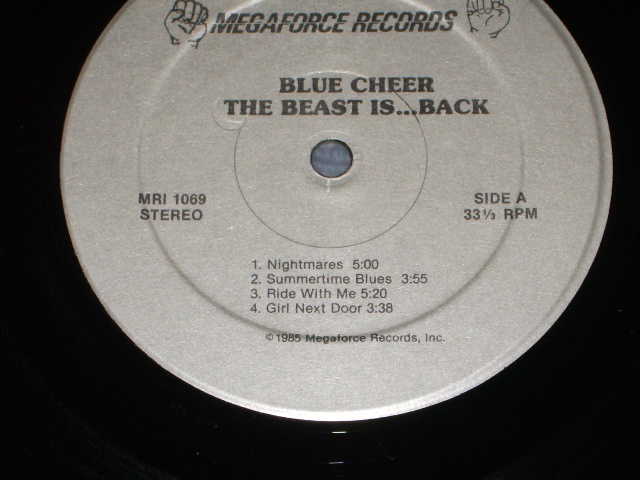 MEGAFORCE RECORDS
BLUE CHEER
THE BEAST IS...BACK
MRI 1069
STEREO
SIDE A
33⅓ RPM
1. Nightmares 5:00
2. Summertime Blues 3:55
3. Ride With Me 5:20
4. Girl Next Door 3:38
©1985 Megaforce Records, Inc.